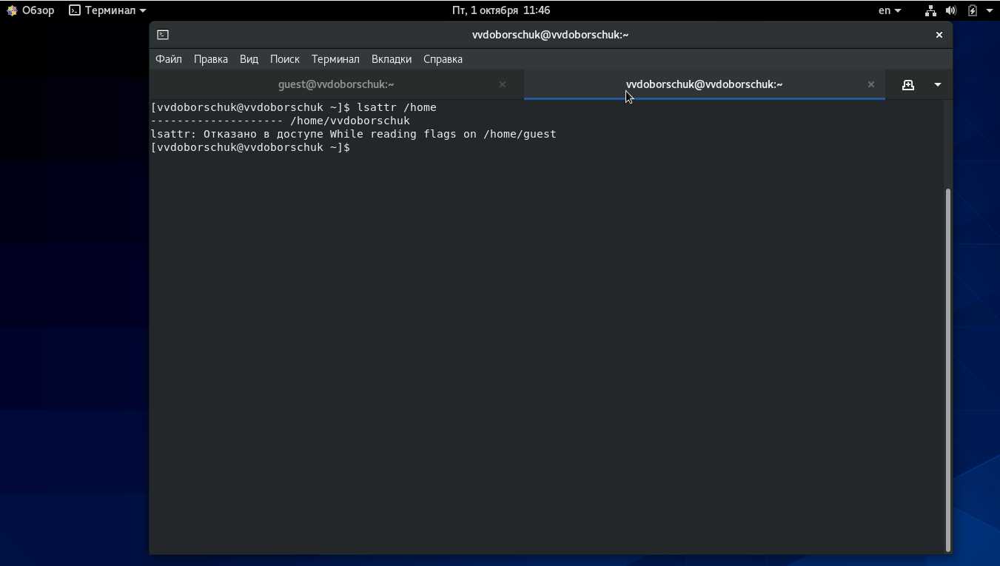 Обзор Терминал Пт, 1 октября 11:46 en
vvdoborschuk@vvdoborschuk:~
Файл Правка Вид Поиск Терминал Вкладки Справка
guest@vvdoborschuk:~ vvdoborschuk@vvdoborschuk:~
[vvdoborschuk@vvdoborschuk ~]$ lsattr /home
-------------------- /home/vvdoborschuk
lsattr: Отказано в доступе While reading flags on /home/guest
[vvdoborschuk@vvdoborschuk ~]$